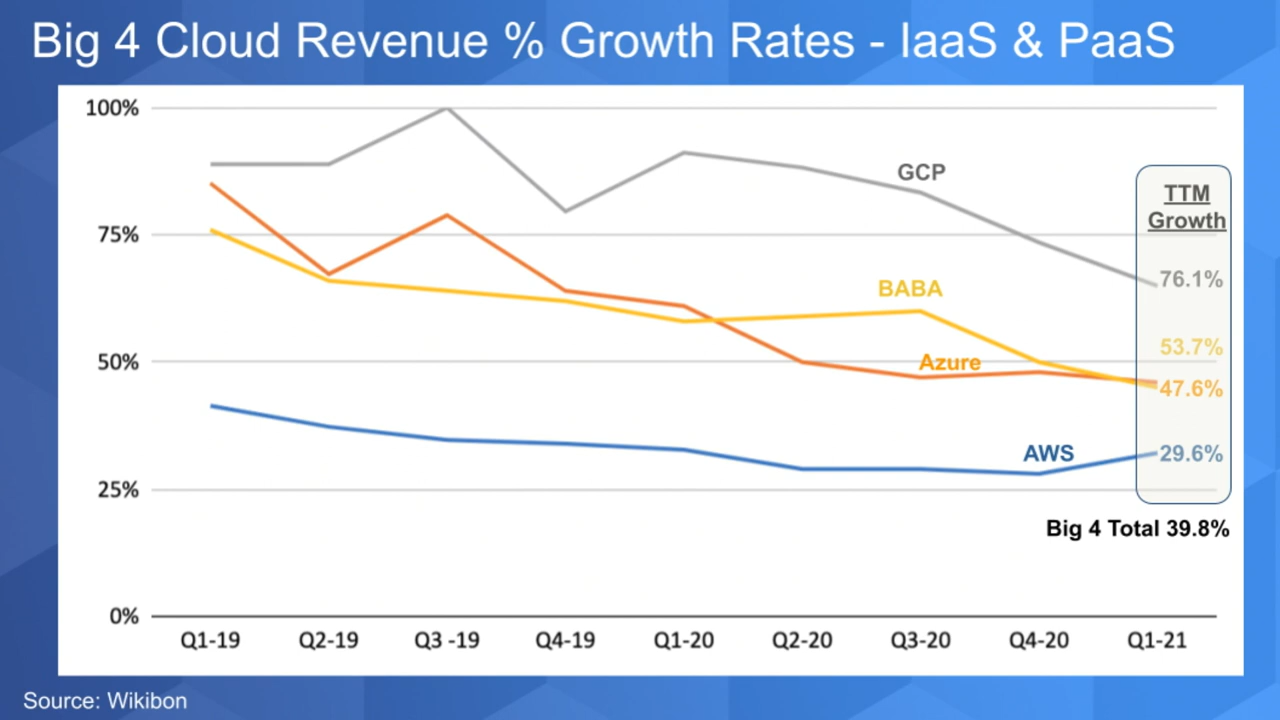 Big 4 Cloud Revenue % Growth Rates - IaaS & PaaS
100%
75%
50%
25%
0%
GCP
BABA
Azure
AWS
TTM
Growth
76.1%
53.7%
47.6%
29.6%
Big 4 Total 39.8%
Q1-19 Q2-19 Q3 -19 Q4-19 Q1-20 Q2-20 Q3-20 Q4-20 Q1-21
Source: Wikibon